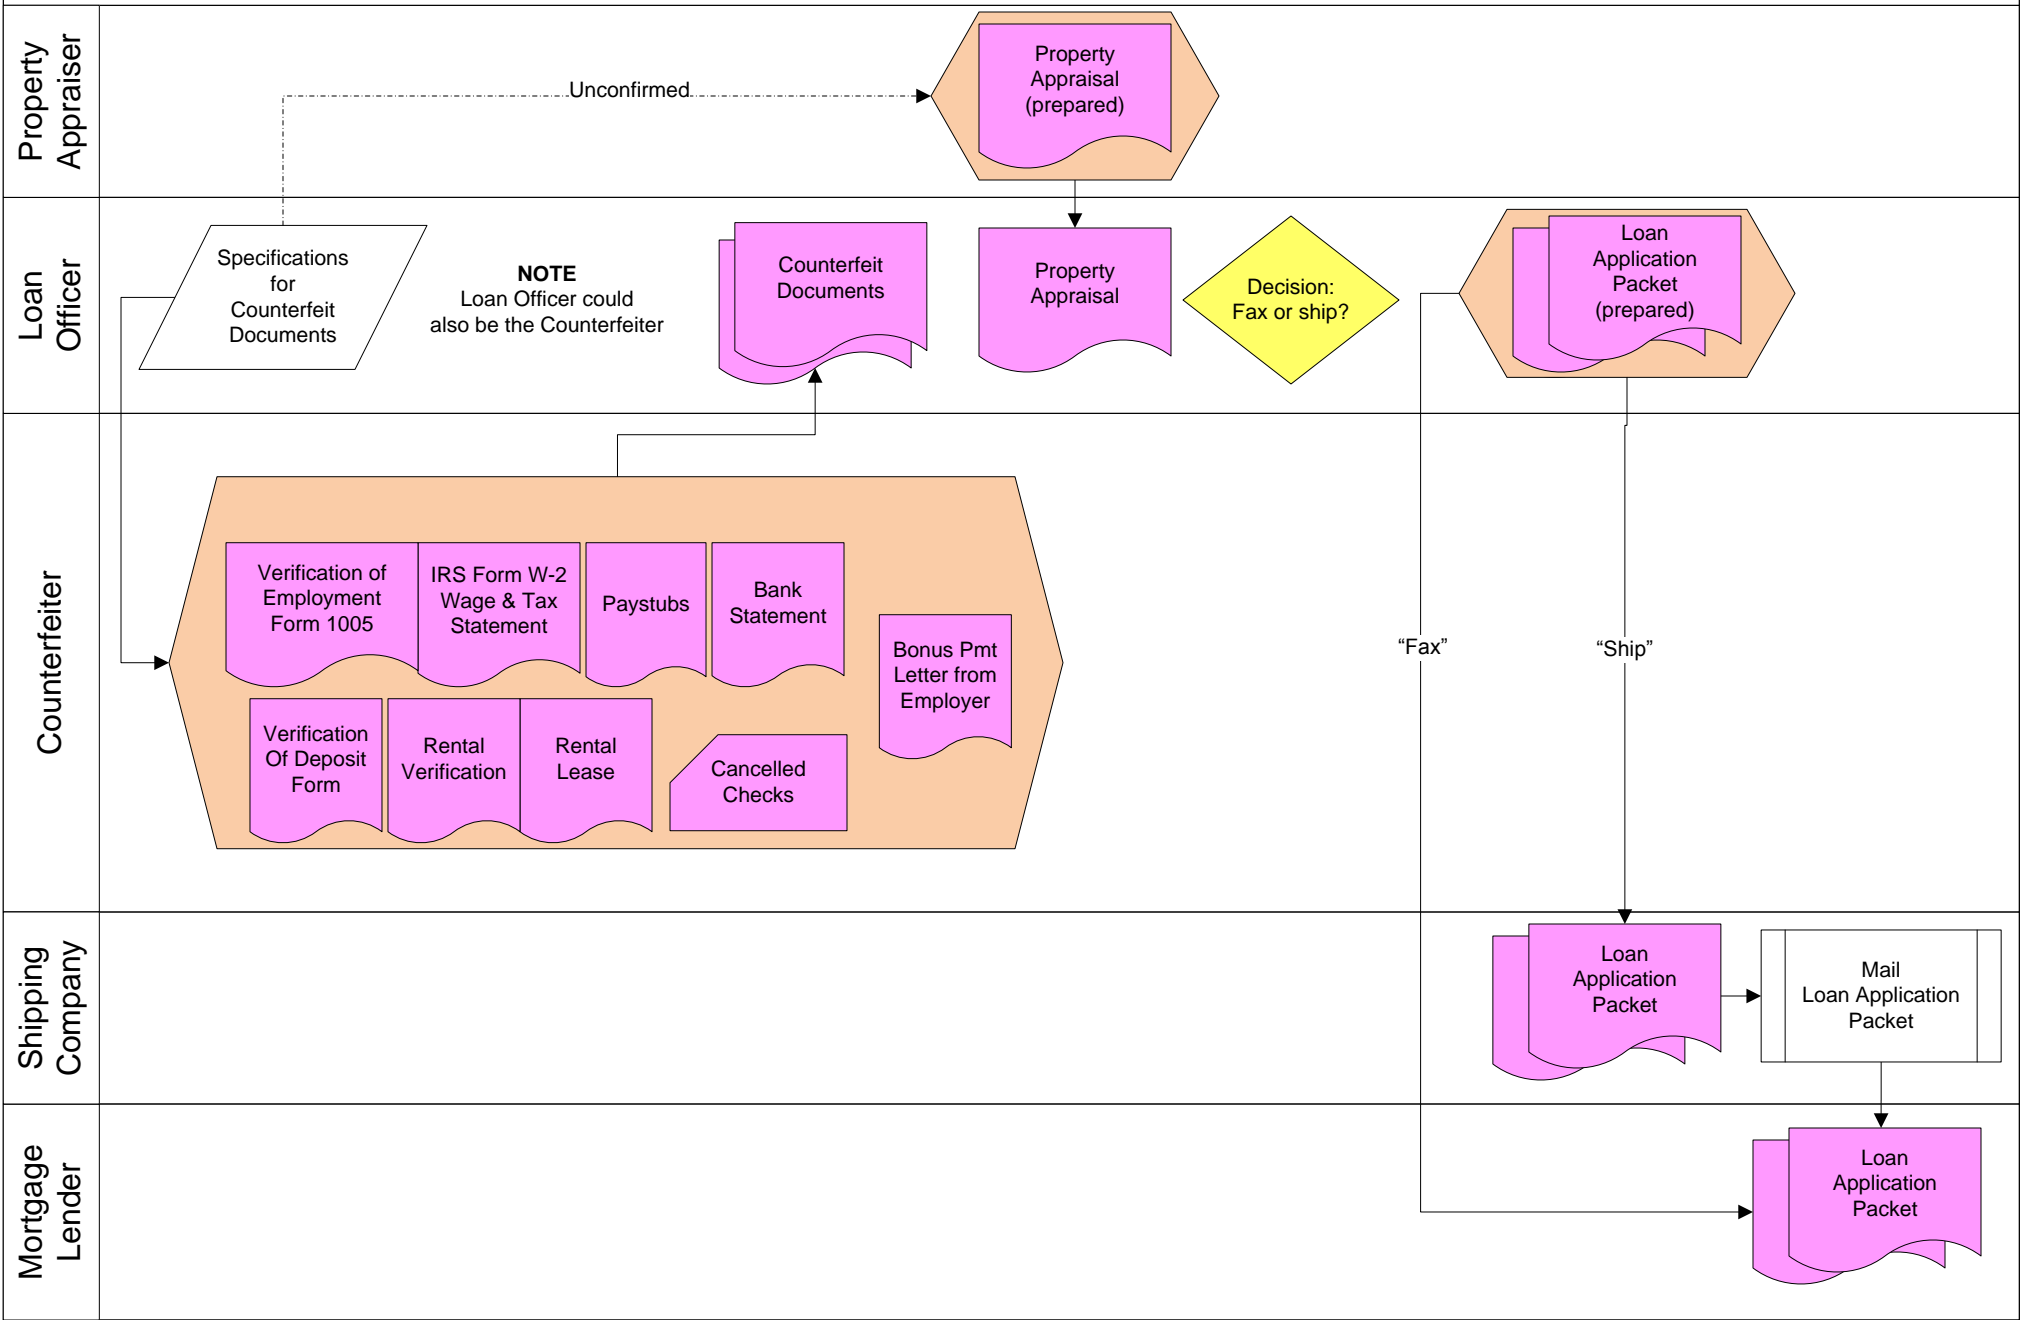 Property
Appraiser
Unconfirmed
Property
Appraisal
(prepared)
Loan
Officer
Specifications
for
Counterfeit
Documents
NOTE
Loan Officer could
also be the Counterfeiter
Counterfeit
Documents
Property
Appraisal
Decision:
Fax or ship?
Loan
Application
Packet
(prepared)
Counterfeiter
Verification of
Employment
Form 1005
IRS Form W-2
Wage & Tax
Statement
Paystubs
Bank
Statement
Bonus Pmt
Letter from
Employer
Verification
Of Deposit
Form
Rental
Verification
Rental
Lease
Cancelled
Checks
“Fax”
“Ship”
Shipping
Company
Loan
Application
Packet
Mail
Loan Application
Packet
Mortgage
Lender
Loan
Application
Packet